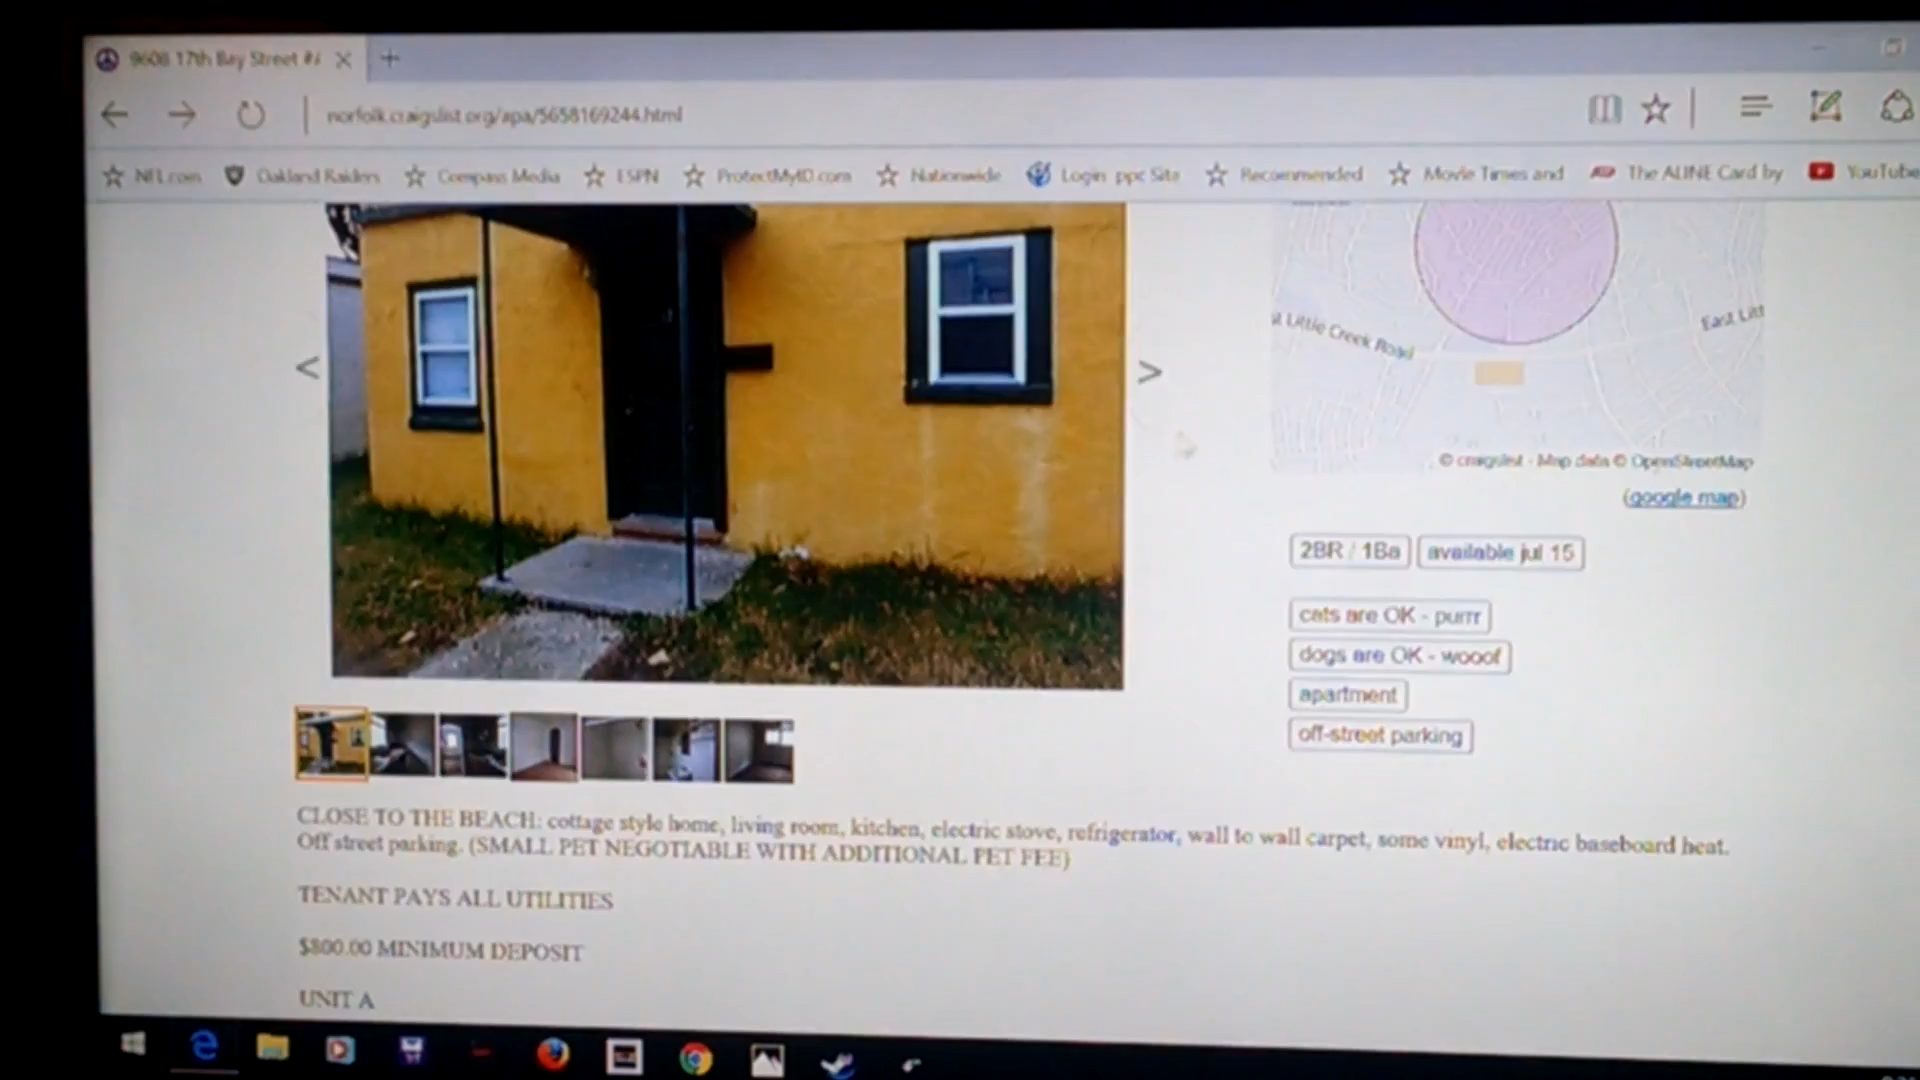 9608 17th Bay Street #A
norfolk.craigslist.org/apa/5658169244.html
NFL.com
Oakland Raiders
Compass Media
ESPN
ProtectMyID.com
Nationwide
Login ppc Site
Recommended
Movie Times and
The ALINE Card by
YouTube
t Little Creek Road
East Litt
© craigslist - Map data © OpenStreetMap
(google map)
2BR / 1Ba
available jul 15
cats are OK - purrr
dogs are OK - wooof
apartment
off-street parking
CLOSE TO THE BEACH: cottage style home, living room, kitchen, electric stove, refrigerator, wall to wall carpet, some vinyl, electric baseboard heat.
Off street parking. (SMALL PET NEGOTIABLE WITH ADDITIONAL PET FEE)
TENANT PAYS ALL UTILITIES
$800.00 MINIMUM DEPOSIT
UNIT A